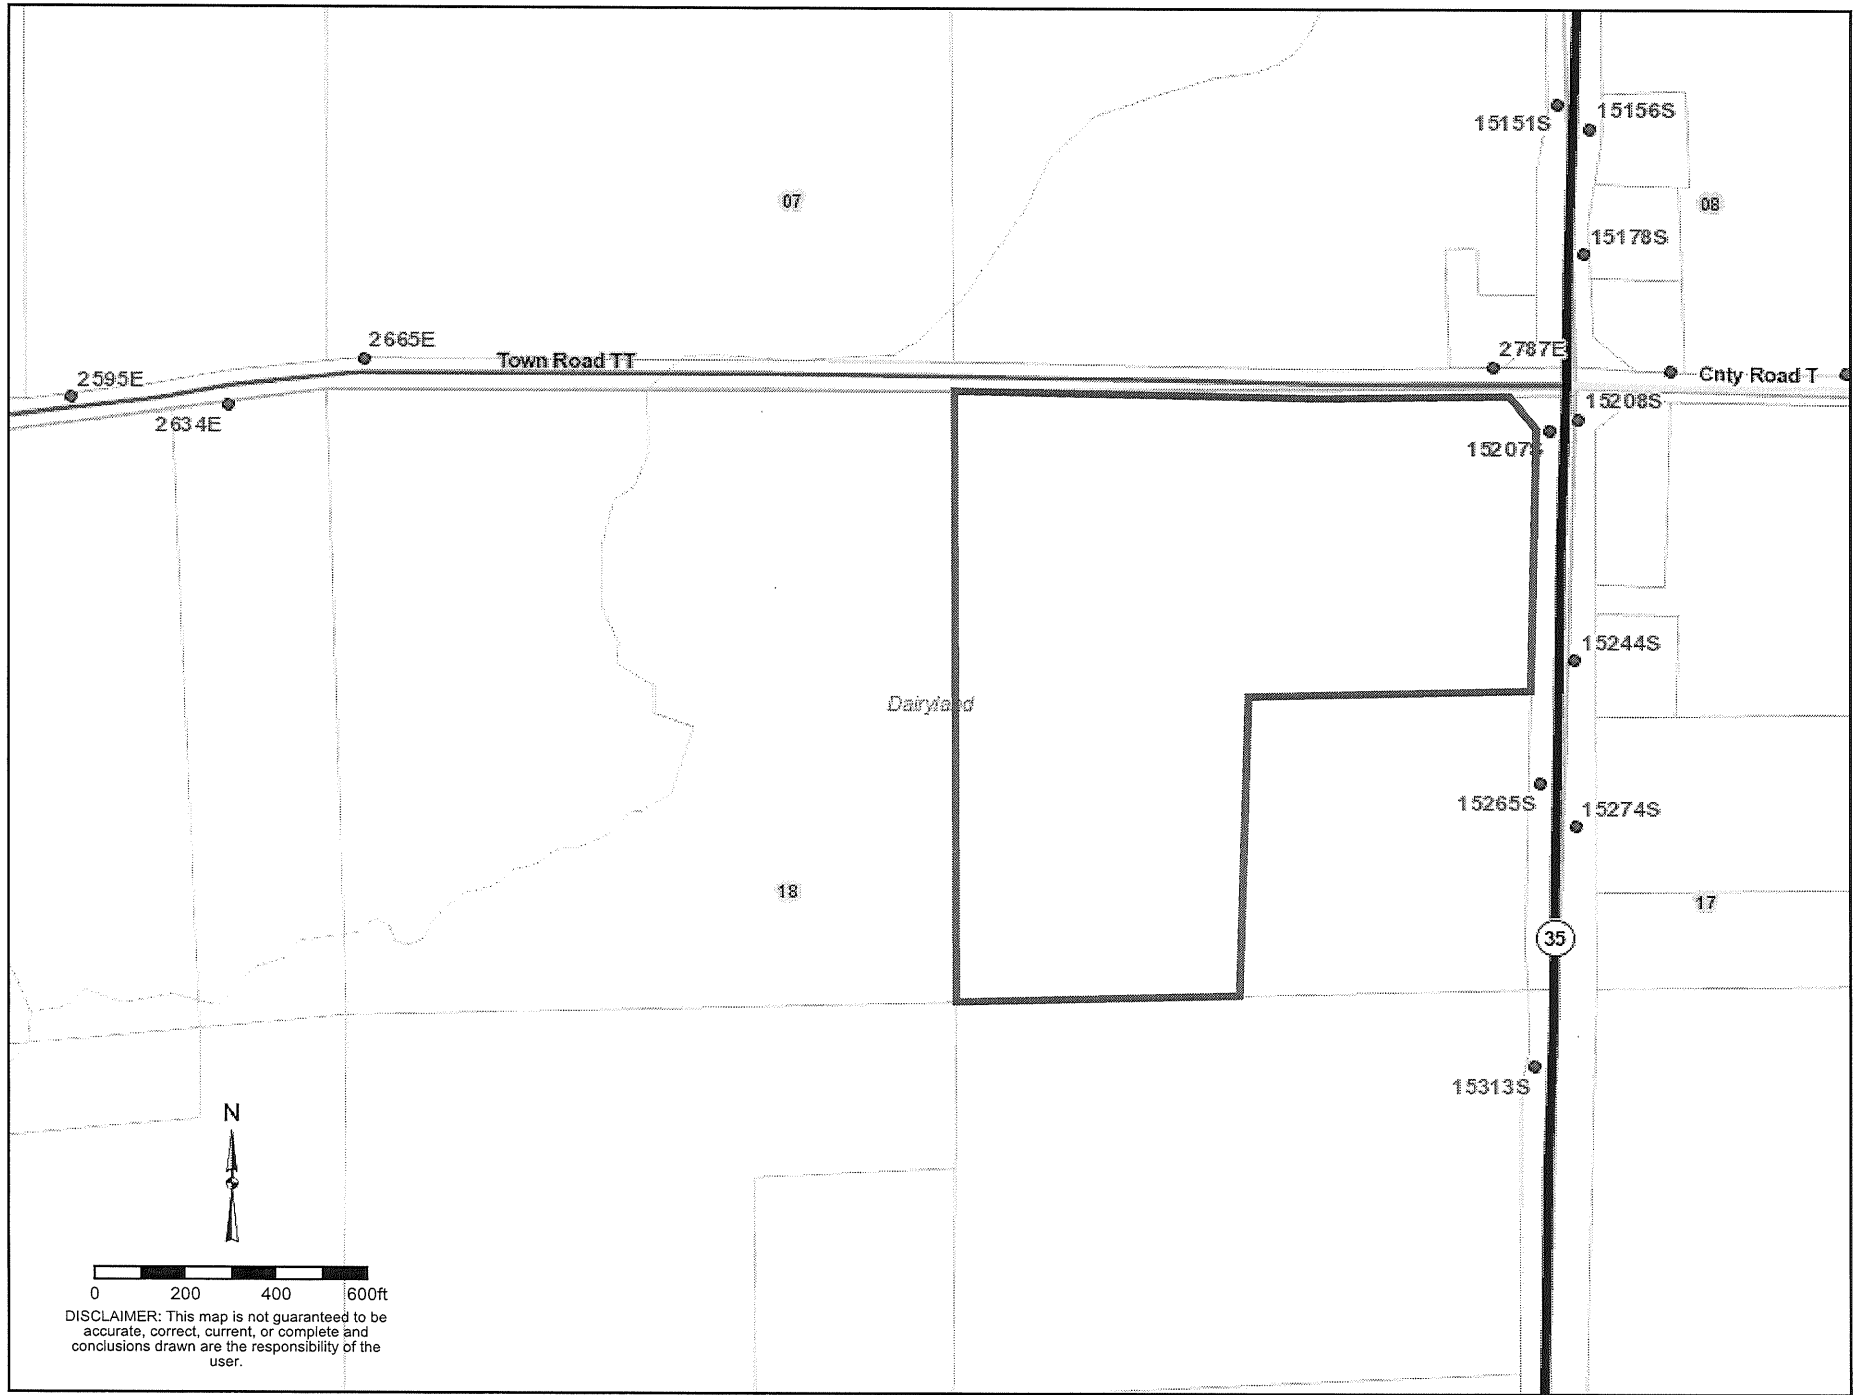 15151S
15156S
07
08
15178S
2665E
Town Road TT
2787E
2595E
Cnty Road T
2634E
15208S
15207S
15244S
Dairyland
15265S
15274S
18
17
35
15313S
N
0 200 400 600ft
DISCLAIMER: This map is not guaranteed to be
accurate, correct, current, or complete and
conclusions drawn are the responsibility of the
user.